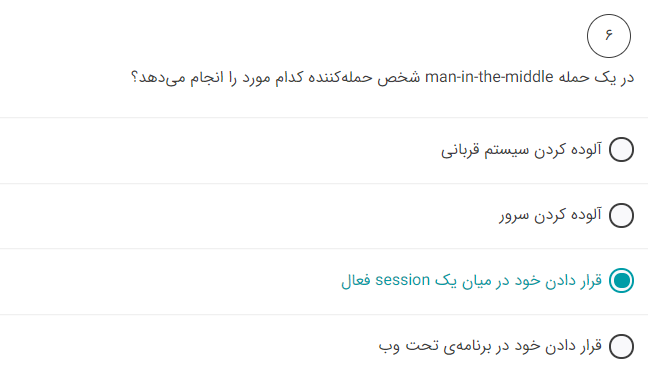 ۶
در یک حمله man-in-the-middle شخص حمله‌کننده کدام مورد را انجام می‌دهد؟
آلوده کردن سیستم قربانی
آلوده کردن سرور
قرار دادن خود در میان یک session فعال
قرار دادن خود در برنامه‌ی تحت وب